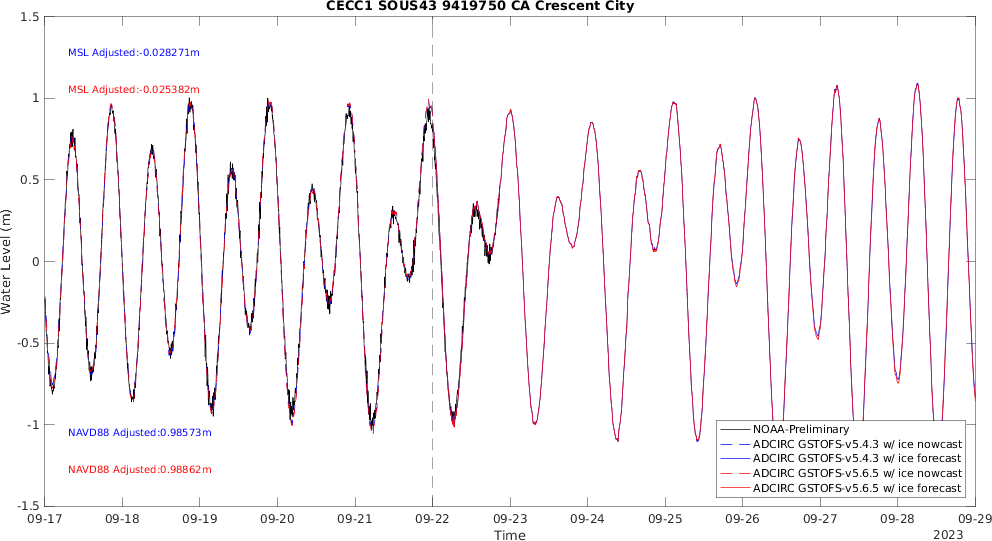 CECC1 SOUS43 9419750 CA Crescent City
1.5
MSL Adjusted:-0.028271m
MSL Adjusted:-0.025382m
1
0.5
Water Level (m)
0
-0.5
-1
NAVD88 Adjusted:0.98573m
NAVD88 Adjusted:0.98862m
-1.5
NOAA-Preliminary
ADCIRC GSTOFS-v5.4.3 w/ ice nowcast
ADCIRC GSTOFS-v5.4.3 w/ ice forecast
ADCIRC GSTOFS-v5.6.5 w/ ice nowcast
ADCIRC GSTOFS-v5.6.5 w/ ice forecast
09-17 09-18 09-19 09-20 09-21 09-22 09-23 09-24 09-25 09-26 09-27 09-28 09-29
Time
2023